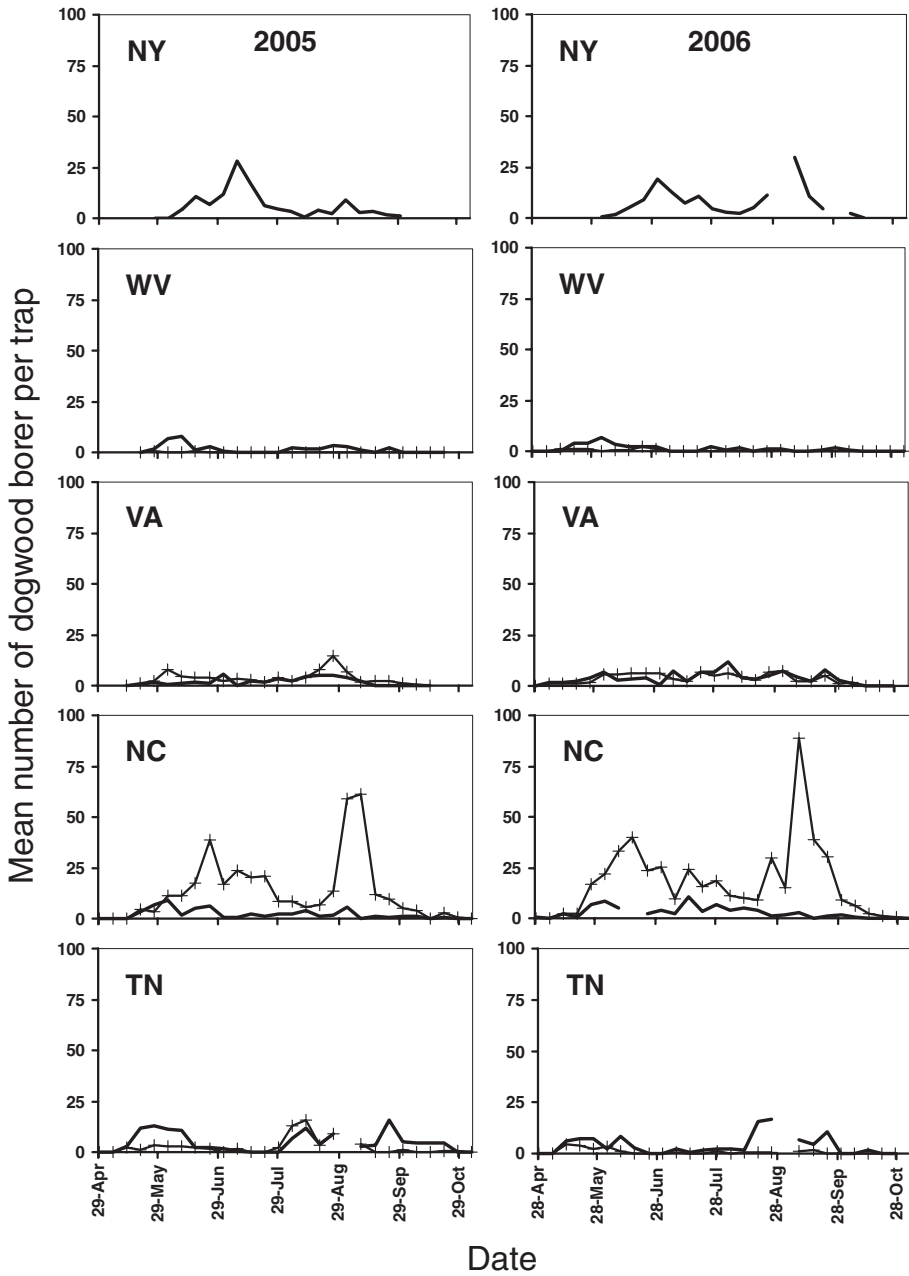 Mean number of dogwood borer per trap
2005
2006
NY
100
75
50
25
0
NY
100
75
50
25
0
WV
100
75
50
25
0
WV
100
75
50
25
0
VA
100
75
50
25
0
VA
100
75
50
25
0
NC
100
75
50
25
0
NC
100
75
50
25
0
TN
100
75
50
25
0
TN
100
75
50
25
0
29-Apr
29-May
29-Jun
29-Jul
29-Aug
29-Sep
29-Oct
28-Apr
28-May
28-Jun
28-Jul
28-Aug
28-Sep
28-Oct
Date